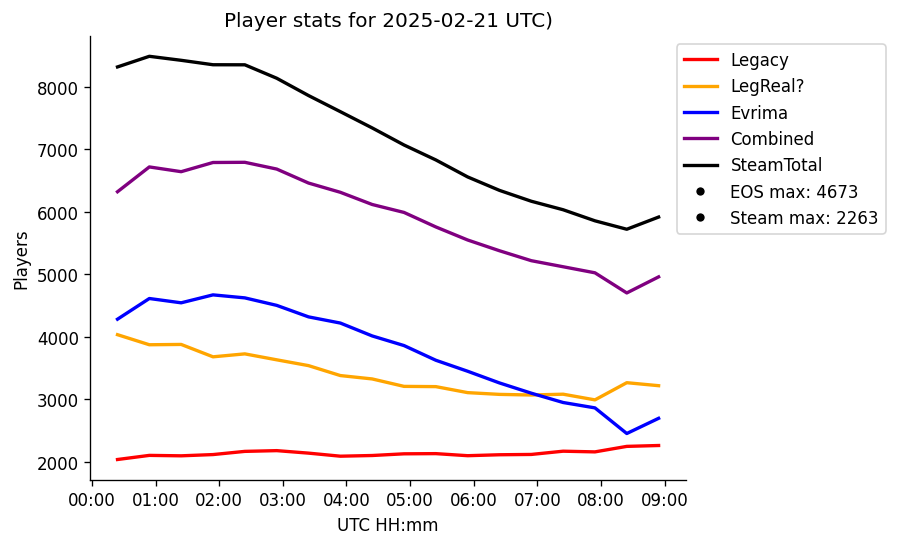 Player stats for 2025-02-21 UTC)
Legacy
LegReal?
Evrima
Combined
SteamTotal
EOS max: 4673
Steam max: 2263
Players
8000
7000
6000
5000
4000
3000
2000
00:00 01:00 02:00 03:00 04:00 05:00 06:00 07:00 08:00 09:00
UTC HH:mm